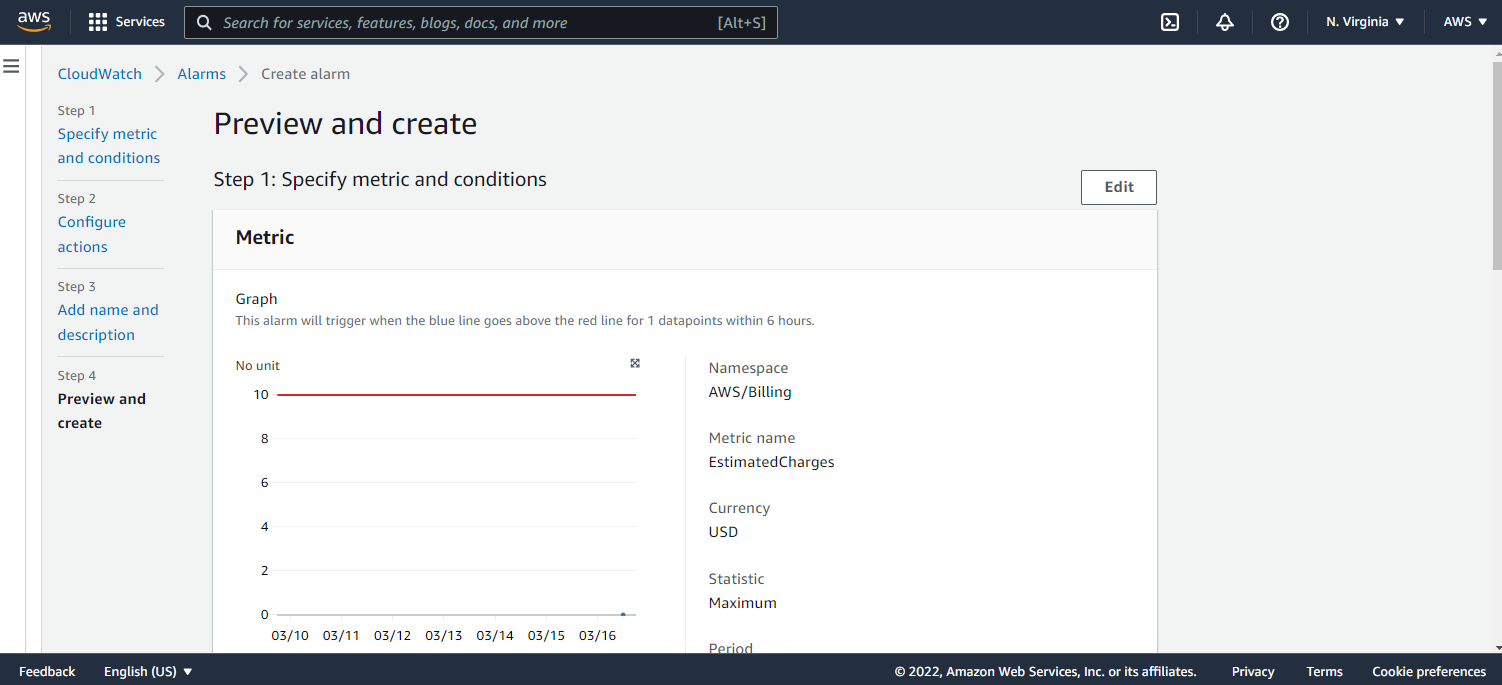 aws
Services
Search for services, features, blogs, docs, and more [Alt+S]
N. Virginia
AWS
CloudWatch
Alarms
Create alarm
Step 1
Specify metric
and conditions
Step 2
Configure
actions
Step 3
Add name and
description
Step 4
Preview and
create
Preview and create
Step 1: Specify metric and conditions
Edit
Metric
Graph
This alarm will trigger when the blue line goes above the red line for 1 datapoints within 6 hours.
No unit
10
8
6
4
2
0
03/10 03/11 03/12 03/13 03/14 03/15 03/16
Namespace
AWS/Billing
Metric name
EstimatedCharges
Currency
USD
Statistic
Maximum
Period
Feedback
English (US)
© 2022, Amazon Web Services, Inc. or its affiliates.
Privacy
Terms
Cookie preferences